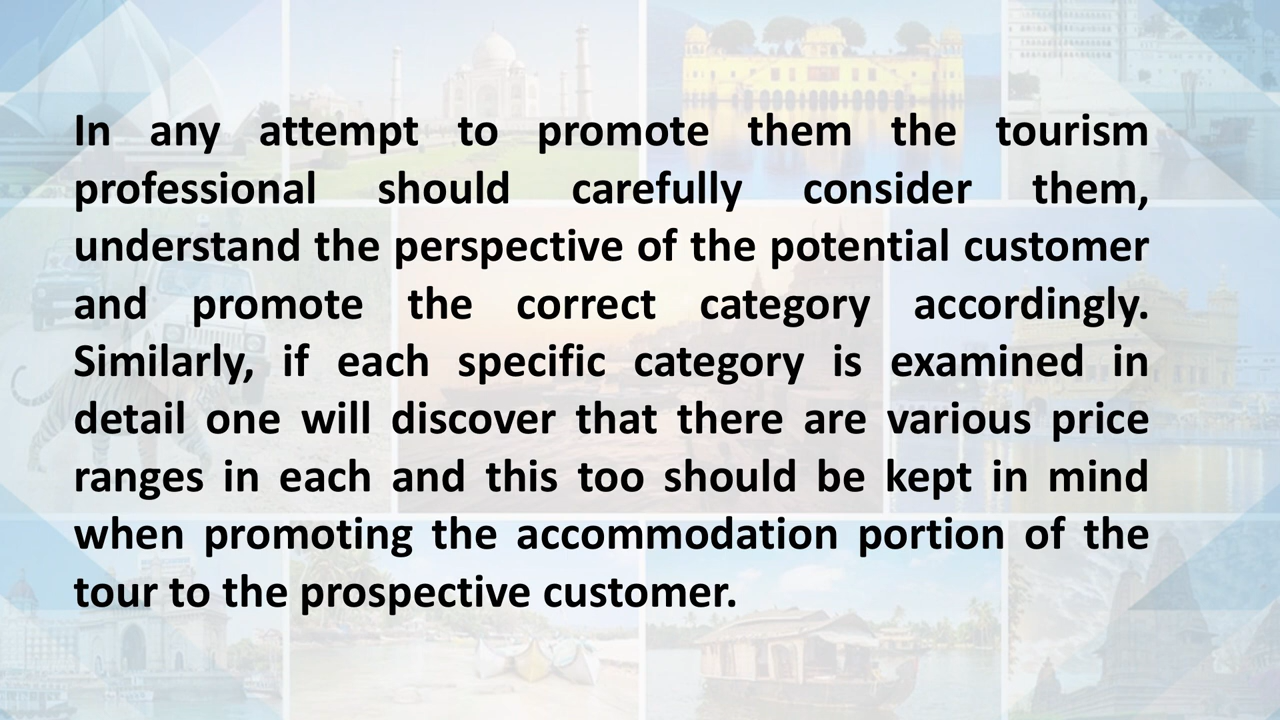 In any attempt to promote them the tourism
professional should carefully consider them,
understand the perspective of the potential customer
and promote the correct category accordingly.
Similarly, if each specific category is examined in
detail one will discover that there are various price
ranges in each and this too should be kept in mind
when promoting the accommodation portion of the
tour to the prospective customer.